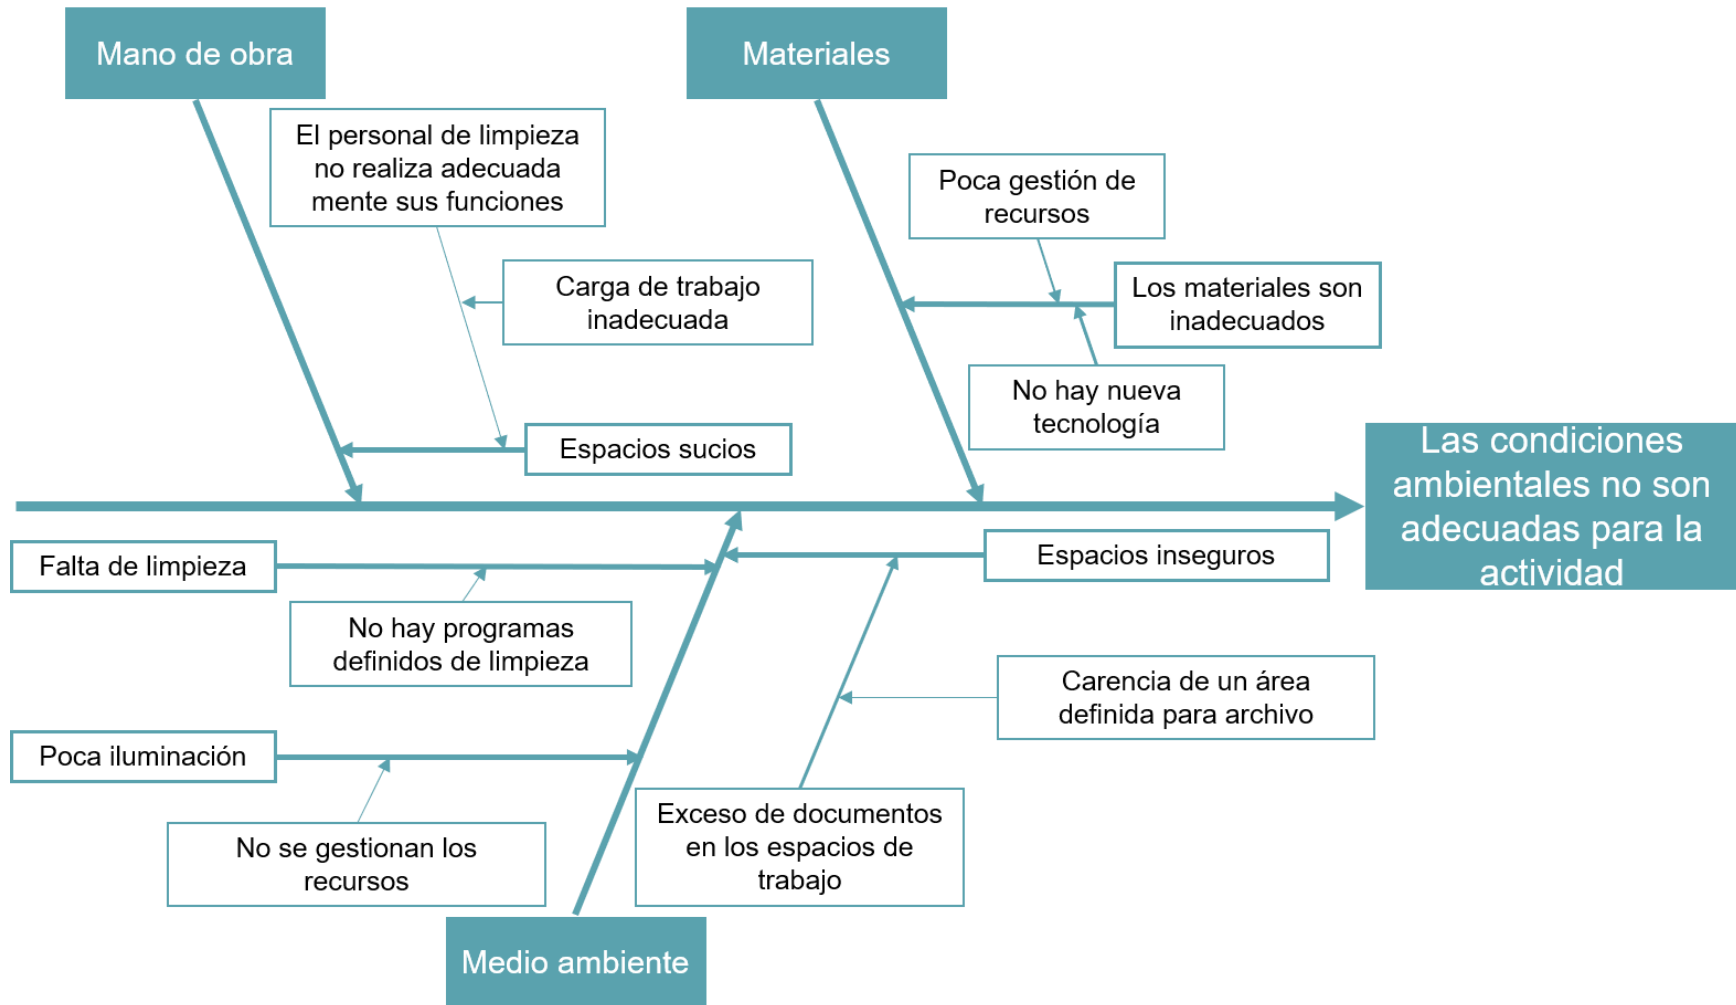 Mano de obra
Materiales
El personal de limpieza
no realiza adecuada
mente sus funciones
Poca gestión de
recursos
Carga de trabajo
inadecuada
Los materiales son
inadecuados
No hay nueva
tecnología
Espacios sucios
Las condiciones
ambientales no son
adecuadas para la
actividad
Falta de limpieza
Espacios inseguros
No hay programas
definidos de limpieza
Carencia de un área
definida para archivo
Poca iluminación
No se gestionan los
recursos
Exceso de documentos
en los espacios de
trabajo
Medio ambiente